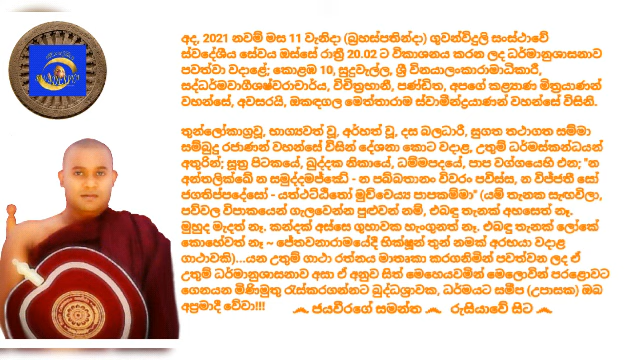 අද, 2021 නවම් මස 11 වැනිදා (බ්‍රහස්පතින්දා) ගුවන්විදුලි සංස්ථාවේ
ස්වදේශීය සේවය ඔස්සේ රාත්‍රී 20.02 ට විකාශනය කරන ලද ධර්මානුශාසනාව
පවත්වා වදාළේ; කොළඹ 10, සුදුවැල්ල, ශ්‍රී විනයාලංකාරාමාධිකාරී,
සද්ධර්මවාගීශ්වරාචාර්ය, විචිත්‍රභානී, පණ්ඩිත, අපගේ කල්‍යාණ මිත්‍රයාණන්
වහන්සේ, අවසරයි, ඔකඳගල මෙත්තාරාම ස්වාමීන්ද්‍රයාණන් වහන්සේ විසිනි.
තුන්ලෝකාග්‍රවූ, භාග්‍යවත් වූ, අර්හත් වූ, දස බලධාරී, සුගත තථාගත සම්මා
සම්බුදු රජාණන් වහන්සේ විසින් දේශනා කොට වදාළ, උතුම් ධර්මස්කන්ධයන්
අතුරින්; සූත්‍ර පිටකයේ, ඛුද්දක නිකායේ, ධම්මපදයේ, පාප වග්ගයෙහි එන; "න
අන්තලික්ඛේ න සමුද්දමජ්ඣේ - න පබ්බතානං විවරං පවිස්ස, න විජ්ජතී සෝ
ජගතිප්පදේසෝ - යත්ථට්ඨිතෝ මුච්චෙය්‍ය පාපකම්මා" (යම් තැනක සැඟවිලා,
පව්වල විපාකයෙන් ගැලවෙන්න පුළුවන් නම්, එබඳු තැනක් අහසෙත් නෑ.
මුහුද මැදත් නෑ. කන්දක් අස්සෙ ගුහාවක හැංගුනත් නෑ. එබඳු තැනක් ලෝකේ
කොහේවත් නෑ ~ ජේතවනාරාමයේදී භික්ෂූන් තුන් නමක් අරභයා වදාළ
ගාථාවකි)...යන උතුම් ගාථා රත්නය මාතෘකා කරගනිමින් පවත්වන ලද ඒ
උතුම් ධර්මානුශාසනාව අසා ඒ අනුව සිත් මෙහෙයවමින් මෙලොවින් පරළොවට
ගෙනයන මිණිමුතු රැස්කරගන්නට බුද්ධශ්‍රාවක, ධර්මයට සමීප (උපාසක) ඔබ
අප්‍රමාදී වේවා!!! ජයවීරගේ සමන්ත රුසියාවේ සිට